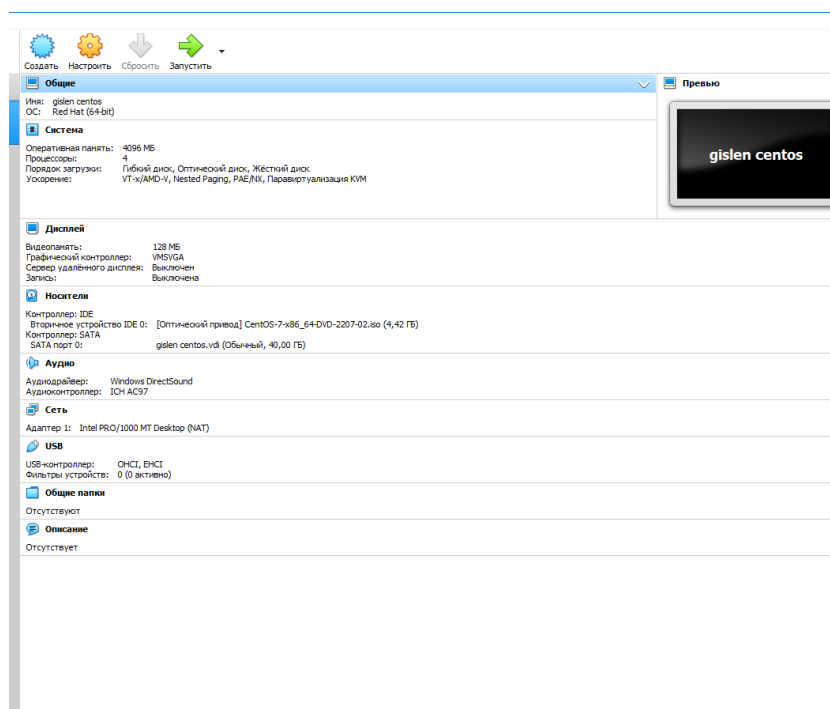 Создать Настроить Сбросить Запустить
Общие
Имя: gislen centos
ОС: Red Hat (64-bit)
Превью
gislen centos
Система
Оперативная память: 4096 МБ
Процессоры: 4
Порядок загрузки: Гибкий диск, Оптический диск, Жёсткий диск
Ускорение: VT-x/AMD-V, Nested Paging, PAE/NX, Паравиртуализация KVM
Дисплей
Видеопамять: 128 МБ
Графический контроллер: VMSVGA
Сервер удалённого дисплея: Выключен
Запись: Выключена
Носители
Контроллер: IDE
Вторичное устройство IDE 0: [Оптический привод] CentOS-7-x86_64-DVD-2207-02.iso (4,42 ГБ)
Контроллер: SATA
SATA порт 0: gislen centos.vdi (Обычный, 40,00 ГБ)
Аудио
Аудиодрайвер: Windows DirectSound
Аудиоконтроллер: ICH AC97
Сеть
Адаптер 1: Intel PRO/1000 MT Desktop (NAT)
USB
USB-контроллер: OHCI, EHCI
Фильтры устройств: 0 (0 активно)
Общие папки
Отсутствуют
Описание
Отсутствует